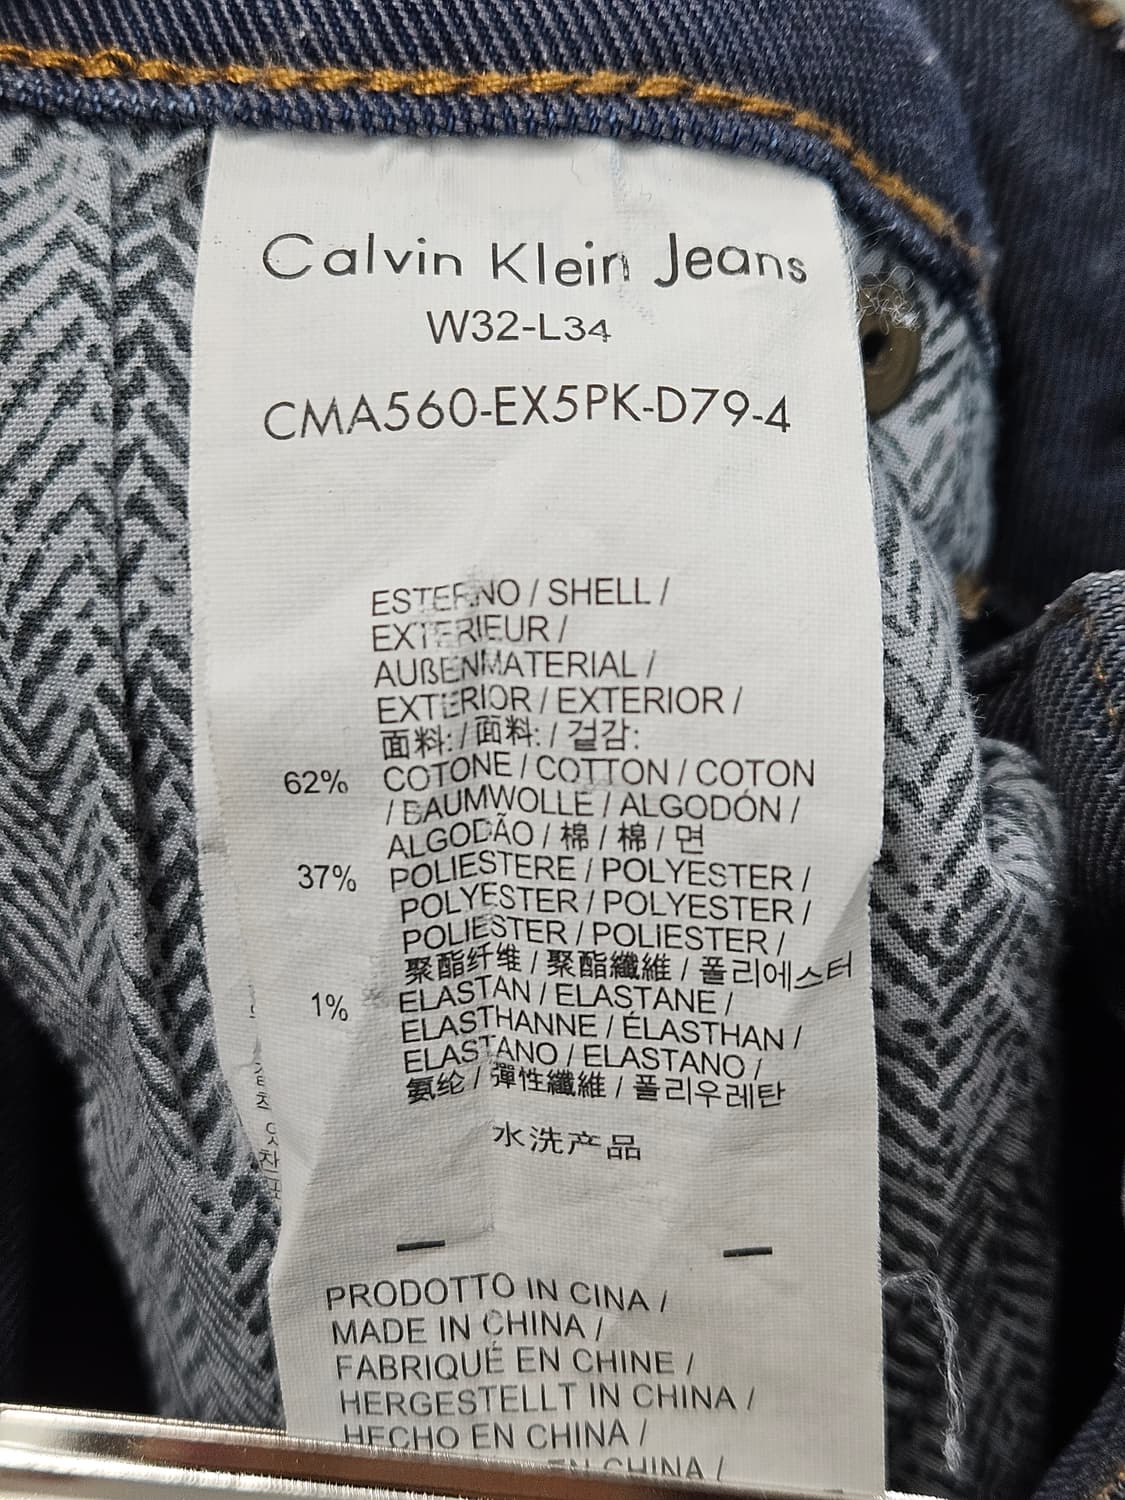 Calvin Klein Jeans
W32-L34
CMA560-EX5PK-D79-4
ESTERNO / SHELL /
EXTERIEUR /
AUßENMATERIAL /
EXTERIOR / EXTERIOR /
面料: / 面料: / 겉감:
62% COTONE / COTTON / COTON
/ BAUMWOLLE / ALGODÓN /
ALGODÃO / 棉 / 棉 / 면
37% POLIESTERE / POLYESTER /
POLYESTER / POLYESTER /
POLIESTER / POLIESTER /
聚酯纤维 / 聚酯纖維 / 폴리에스터
1% ELASTAN / ELASTANE /
ELASTHANNE / ÉLASTHAN /
ELASTANO / ELASTANO /
氨纶 / 彈性纖維 / 폴리우레탄
水洗产品
PRODOTTO IN CINA /
MADE IN CHINA /
FABRIQUÉ EN CHINE /
HERGESTELLT IN CHINA /
HECHO EN CHINA /
EN CHINA /